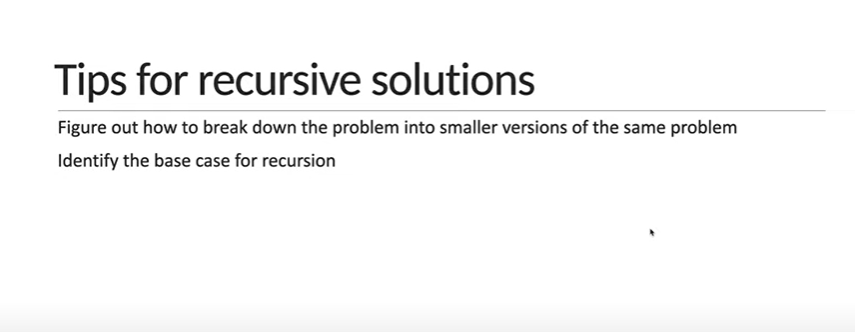 Tips for recursive solutions
Figure out how to break down the problem into smaller versions of the same problem
Identify the base case for recursion